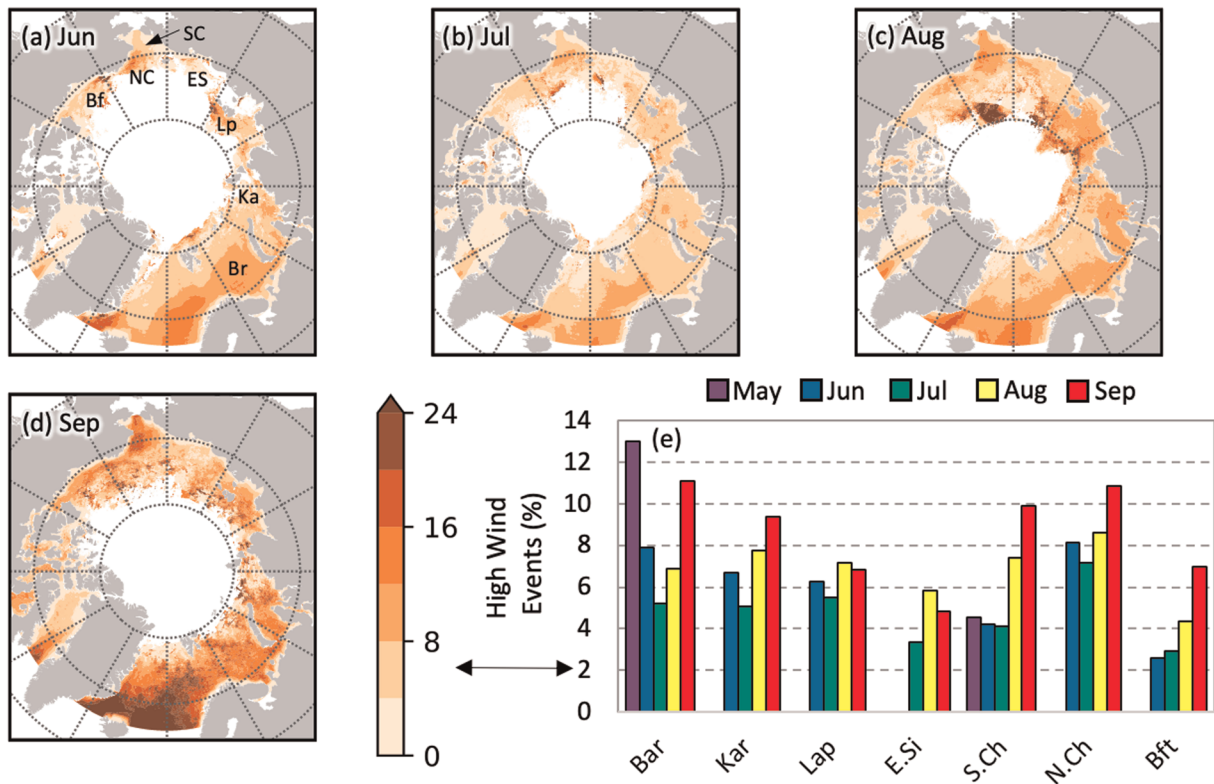 (a) Jun
SC
NC
ES
Bf
Lp
Ka
Br
(b) Jul
(c) Aug
(d) Sep
24
16
8
0
High Wind
Events (%)
May Jun Jul Aug Sep
(e)
14
12
10
8
6
4
2
0
Bar Kar Lap E.Si S.Ch N.Ch Bft